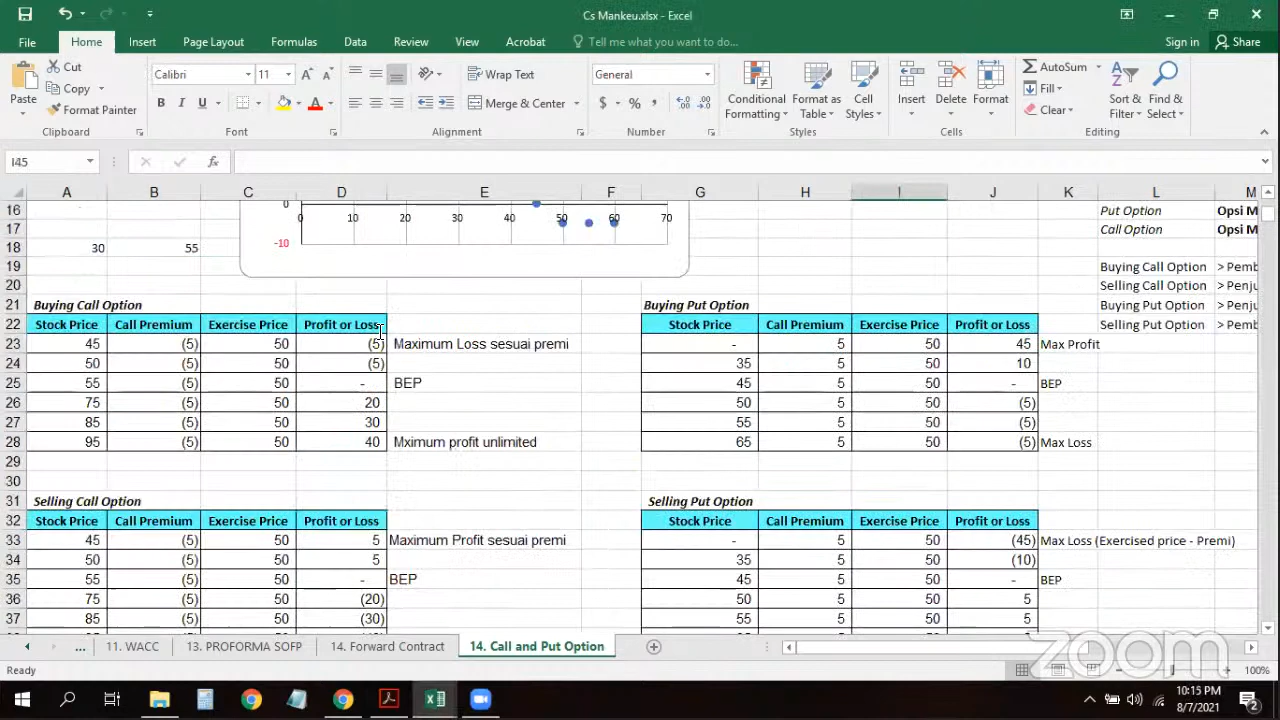 Cs Mankeu.xlsx - Excel
File Home Insert Page Layout Formulas Data Review View Acrobat Tell me what you want to do... Sign in Share
Cut
Copy
Format Painter
Paste
Calibri 11
B I U
Wrap Text
Merge & Center
General
$ % ,
Conditional Formatting
Format as Table
Cell Styles
Insert
Delete
Format
AutoSum
Fill
Clear
Sort & Filter
Find & Select
Clipboard Font Alignment Number Styles Cells Editing
I45 fx
A B C D E F G H I J K L M
0
0 10 20 30 40 50 60 70
-10
16 Put Option Opsi M
17 Call Option Opsi M
18 30 55
19 Buying Call Option > Pemb
20 Selling Call Option > Penju
21 Buying Call Option Buying Put Option Buying Put Option > Penju
22 Stock Price Call Premium Exercise Price Profit or Loss Stock Price Call Premium Exercise Price Profit or Loss Selling Put Option > Pemb
23 45 (5) 50 (5) Maximum Loss sesuai premi - 5 50 45 Max Profit
24 50 (5) 50 (5) 35 5 50 10
25 55 (5) 50 - BEP 45 5 50 - BEP
26 75 (5) 50 20 50 5 50 (5)
27 85 (5) 50 30 55 5 50 (5)
28 95 (5) 50 40 Mximum profit unlimited 65 5 50 (5) Max Loss
29
30
31 Selling Call Option Selling Put Option
32 Stock Price Call Premium Exercise Price Profit or Loss Stock Price Call Premium Exercise Price Profit or Loss
33 45 (5) 50 5 Maximum Profit sesuai premi - 5 50 (45) Max Loss (Exercised price - Premi)
34 50 (5) 50 5 35 5 50 (10)
35 55 (5) 50 - BEP 45 5 50 - BEP
36 75 (5) 50 (20) 50 5 50 5
37 85 (5) 50 (30) 55 5 50 5
... 11. WACC 13. PROFORMA SOFP 14. Forward Contract 14. Call and Put Option
zoom
Ready 100%
10:15 PM
8/7/2021
2